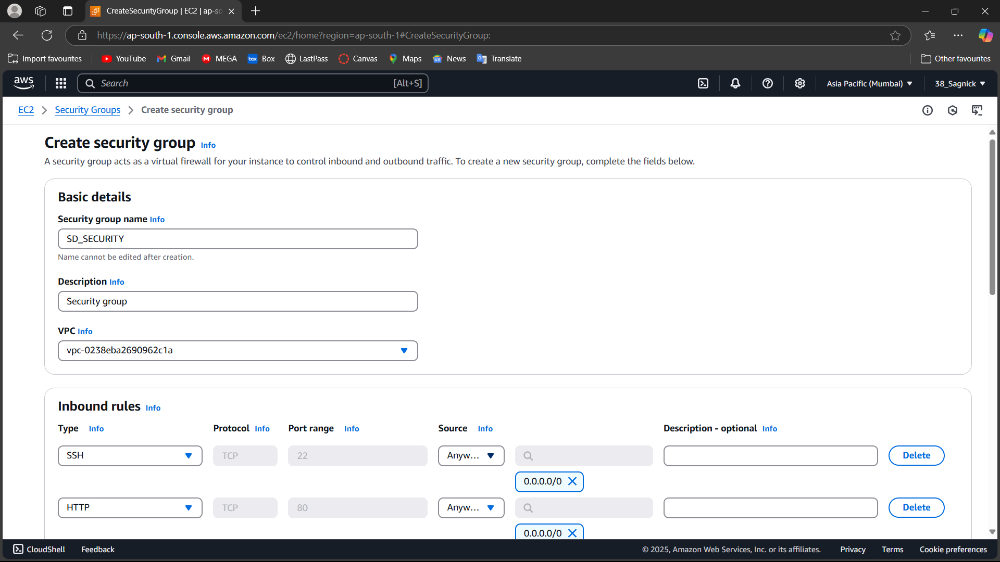 CreateSecurityGroup | EC2 | ap-so
https://ap-south-1.console.aws.amazon.com/ec2/home?region=ap-south-1#CreateSecurityGroup:
Import favourites YouTube Gmail MEGA box Box LastPass Canvas Maps News Translate Other favourites
aws Search [Alt+S] Asia Pacific (Mumbai) 38_Sagnick
EC2 Security Groups Create security group
Create security group Info
A security group acts as a virtual firewall for your instance to control inbound and outbound traffic. To create a new security group, complete the fields below.
Basic details
Security group name Info
SD_SECURITY
Name cannot be edited after creation.
Description Info
Security group
VPC Info
vpc-0238eba2690962c1a
Inbound rules Info
Type Info Protocol Info Port range Info Source Info Description - optional Info
SSH TCP 22 Anyw... Delete
0.0.0.0/0
HTTP TCP 80 Anyw... Delete
0.0.0.0/0
CloudShell Feedback © 2025, Amazon Web Services, Inc. or its affiliates. Privacy Terms Cookie preferences